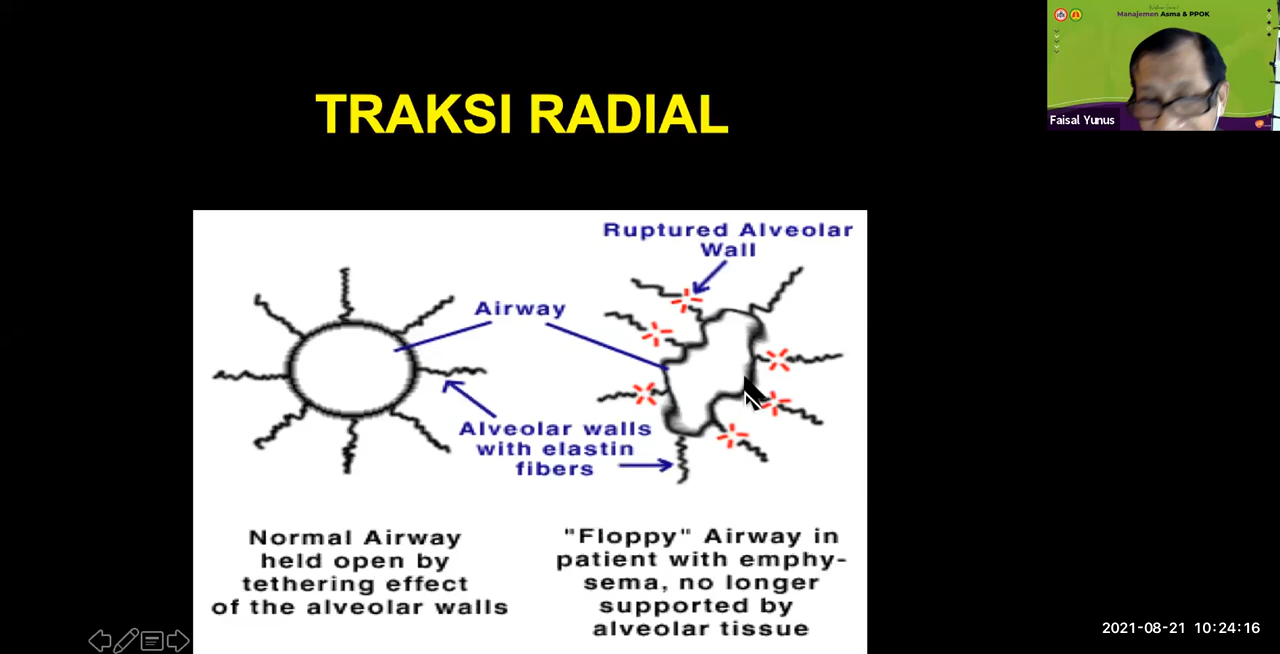 Manajemen Asma & PPOK
Faisal Yunus
TRAKSI RADIAL
Ruptured Alveolar
Wall
Airway
Alveolar walls
with elastin
fibers
Normal Airway
held open by
tethering effect
of the alveolar walls
"Floppy" Airway in
patient with emphy-
sema, no longer
supported by
alveolar tissue
2021-08-21 10:24:16